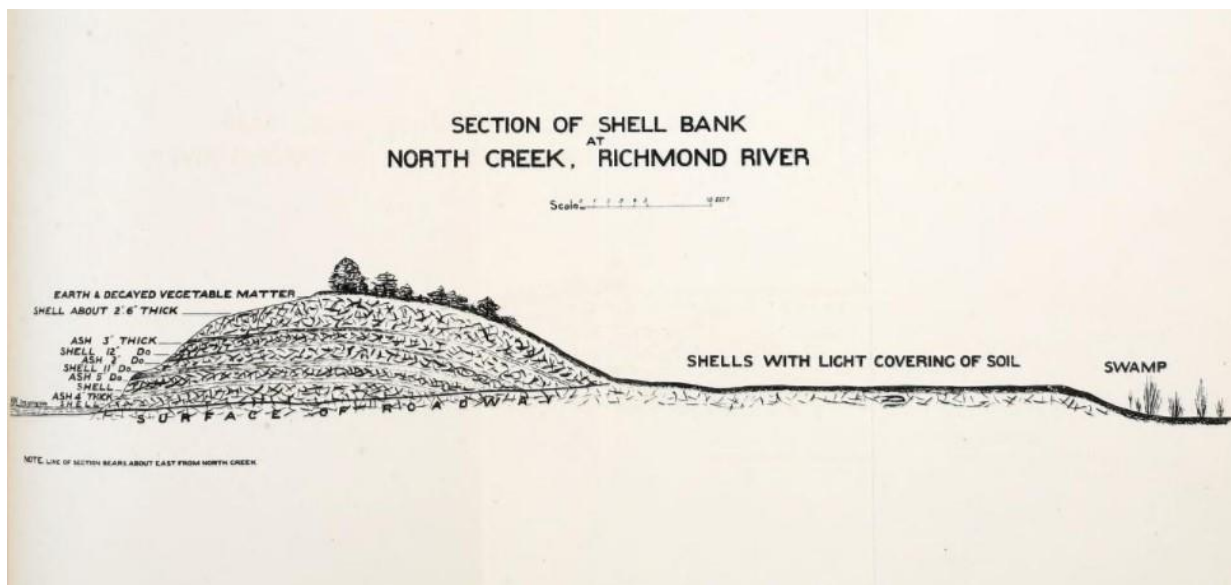 SECTION OF SHELL BANK
AT
NORTH CREEK, RICHMOND RIVER
Scale
10 FEET
EARTH & DECAYED VEGETABLE MATTER
SHELL ABOUT 2' 6" THICK
ASH 3" THICK
SHELL 12" Do
ASH Do
SHELL 11" Do
ASH 5" Do
SHELL
ASH 4" THICK
SHELL
SURFACE OF ROADWAY
SHELLS WITH LIGHT COVERING OF SOIL
SWAMP
NOTE. LINE OF SECTION BEARS ABOUT EAST FROM NORTH CREEK.